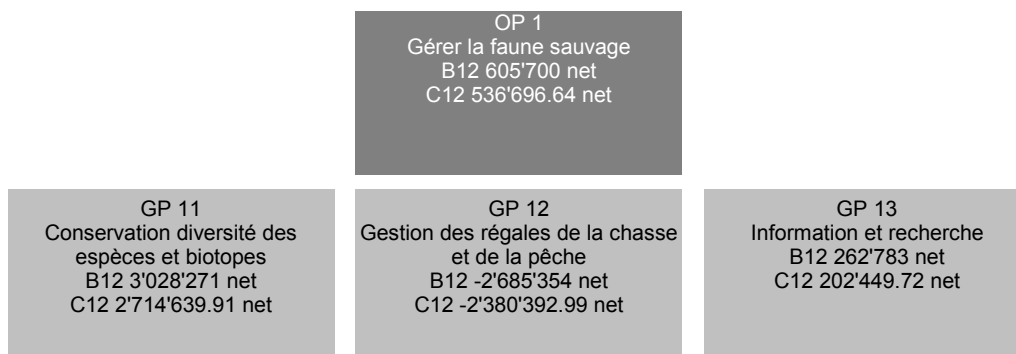 OP 1
Gérer la faune sauvage
B12 605'700 net
C12 536'696.64 net
GP 11
Conservation diversité des
espèces et biotopes
B12 3'028'271 net
C12 2'714'639.91 net
GP 12
Gestion des régales de la chasse
et de la pêche
B12 -2'685'354 net
C12 -2'380'392.99 net
GP 13
Information et recherche
B12 262'783 net
C12 202'449.72 net